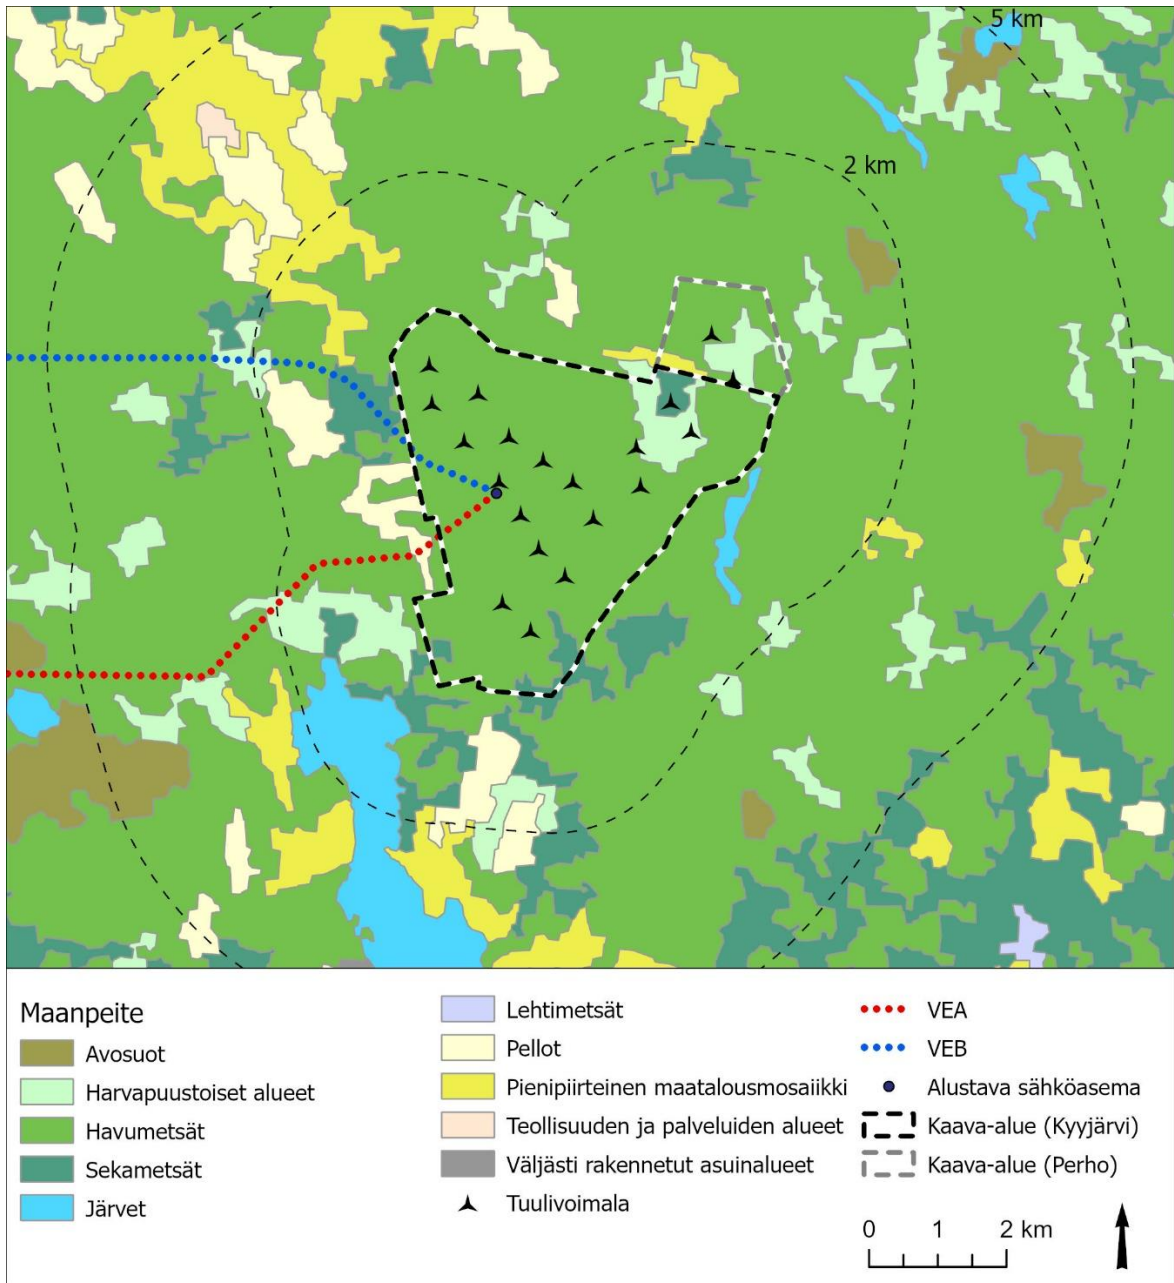 5 km
2 km
Maanpeite
Avosuot
Harvapuustoiset alueet
Havumetsät
Sekametsät
Järvet
Lehtimetsät
Pellot
Pienipiirteinen maatalousmosaiikki
Teollisuuden ja palveluiden alueet
Väljästi rakennetut asuinalueet
Tuulivoimala
VEA
VEB
Alustava sähköasema
Kaava-alue (Kyyjärvi)
Kaava-alue (Perho)
0 1 2 km